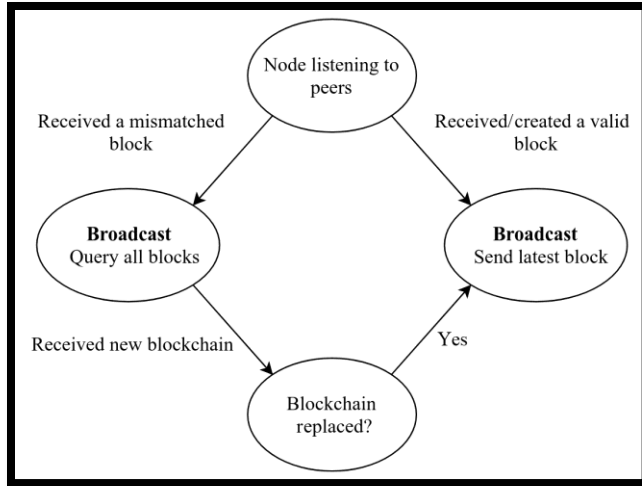 Node listening to
peers
Received a mismatched
block
Received/created a valid
block
Broadcast
Query all blocks
Broadcast
Send latest block
Received new blockchain
Yes
Blockchain
replaced?